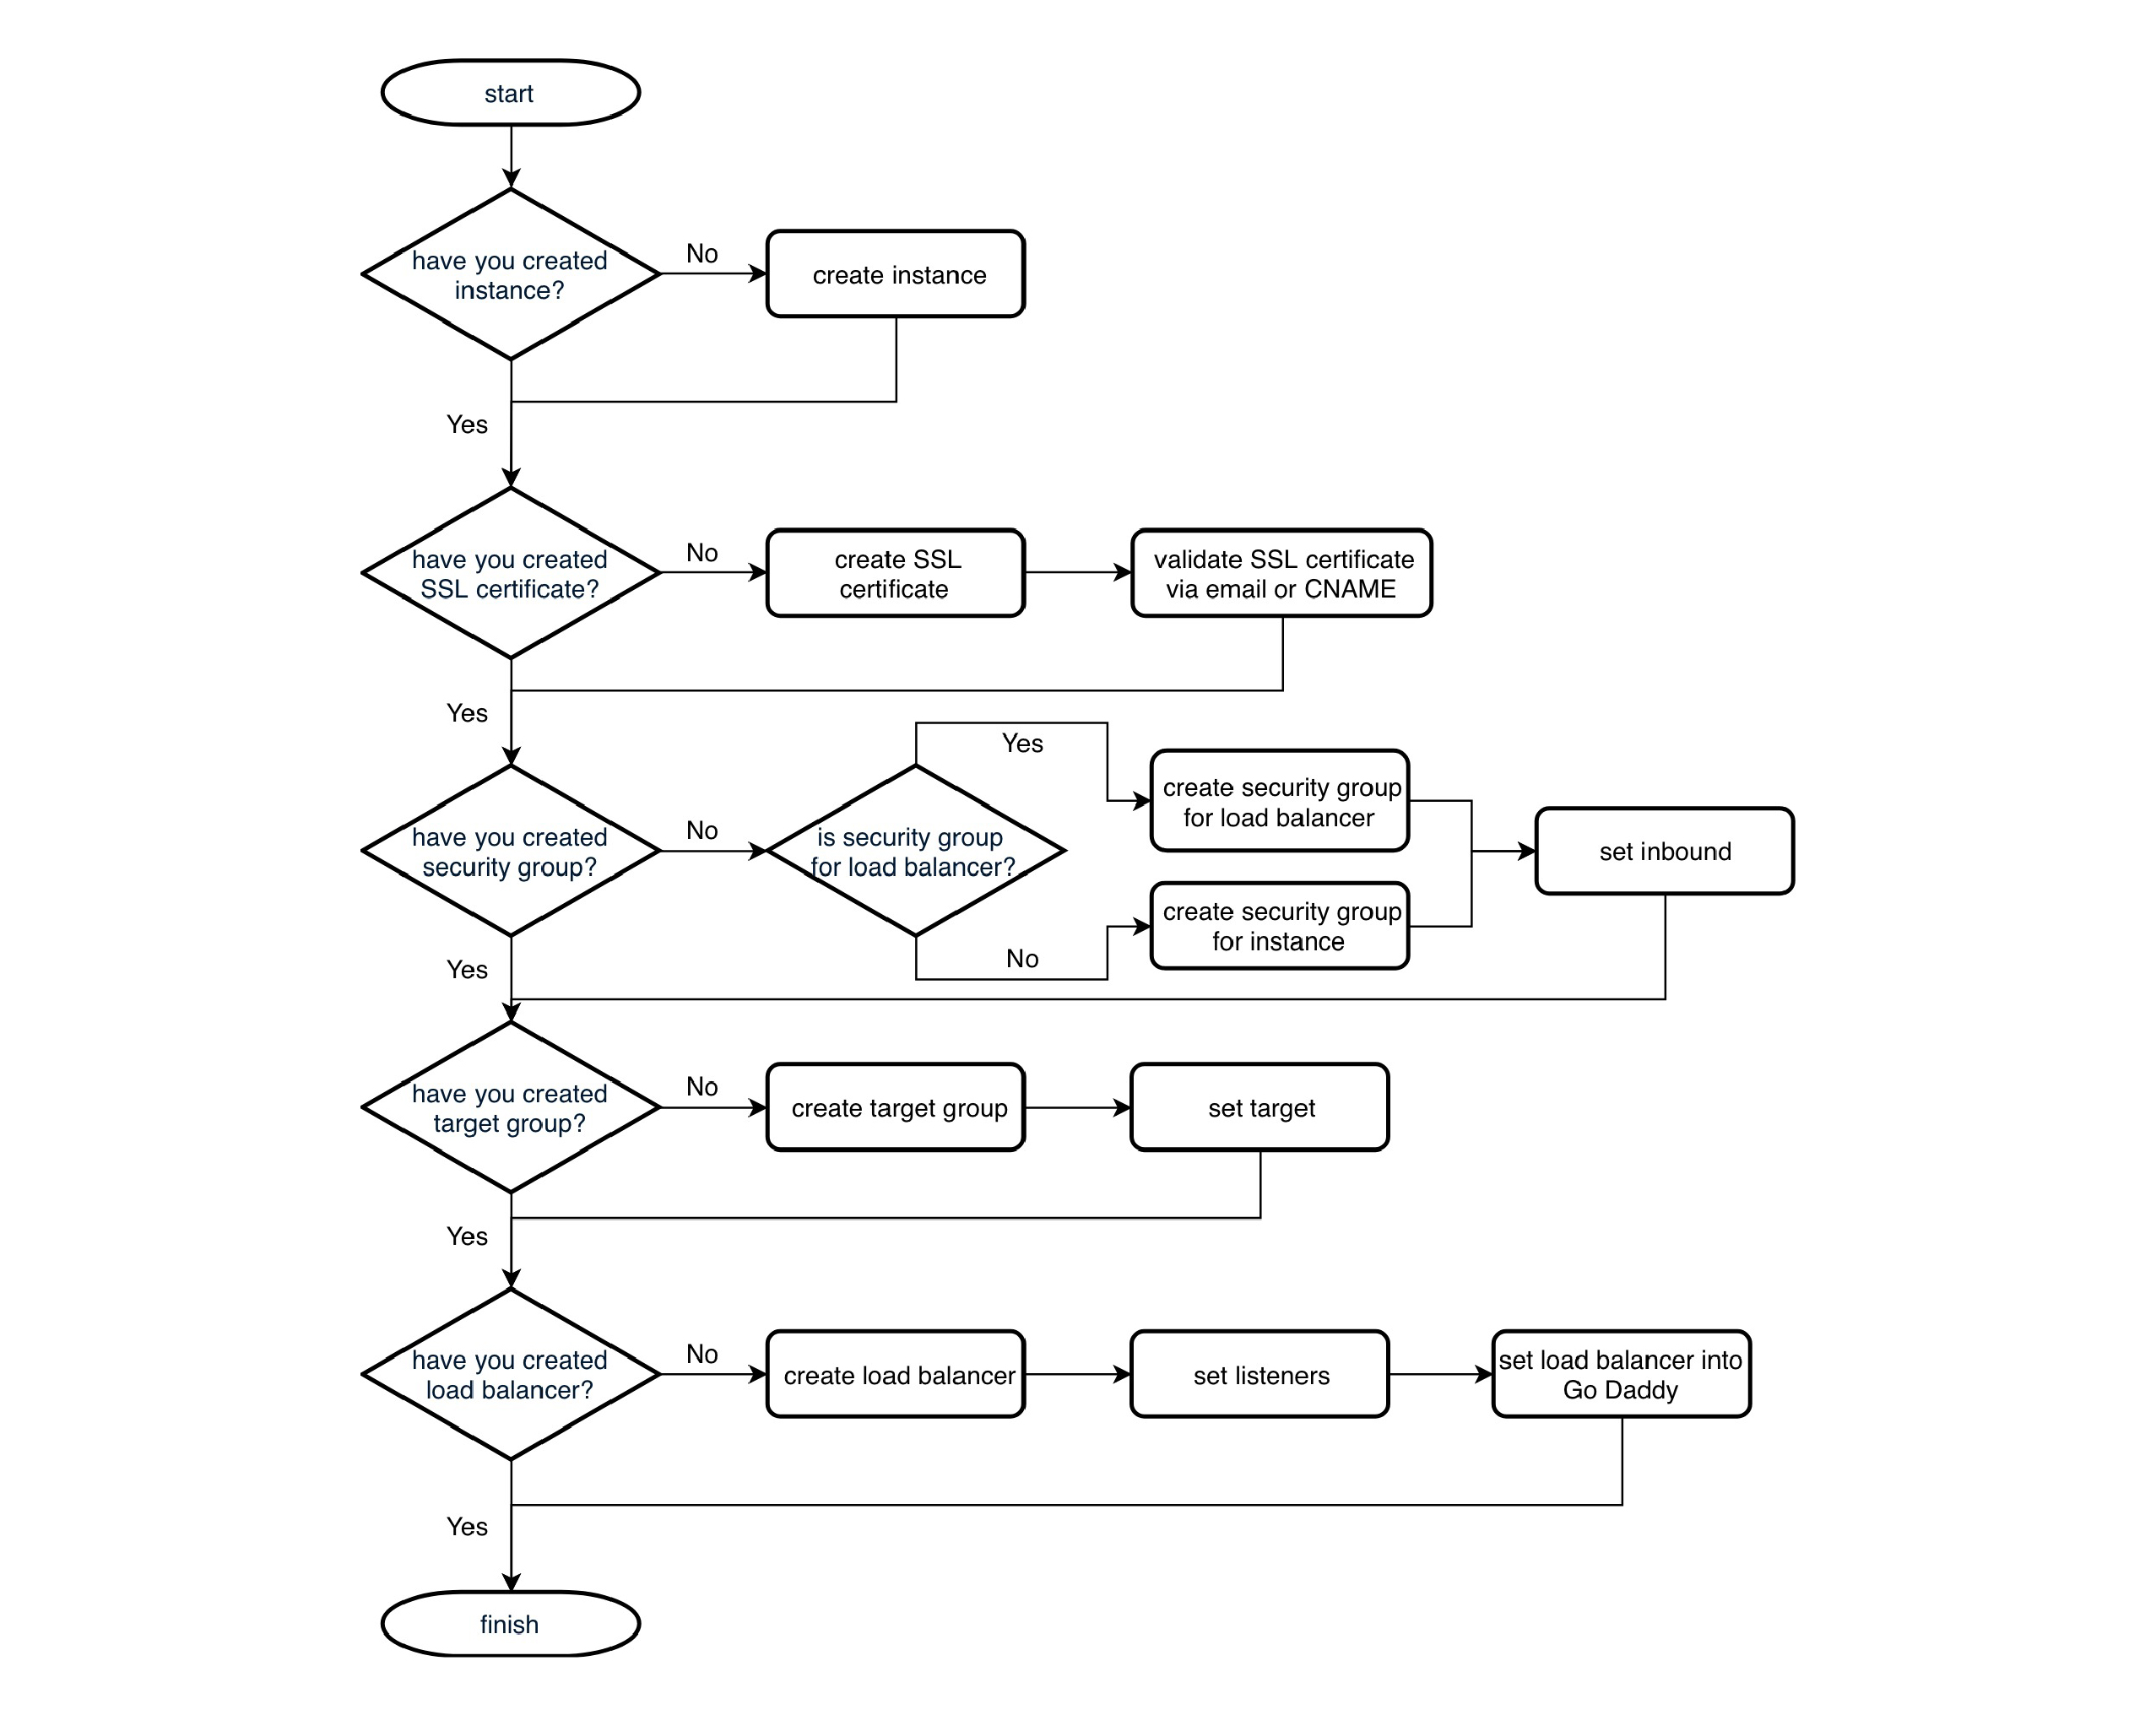 start
have you created
instance?
No
create instance
Yes
have you created
SSL certificate?
No
create SSL
certificate
validate SSL certificate
via email or CNAME
Yes
have you created
security group?
No
is security group
for load balancer?
Yes
create security group
for load balancer
No
create security group
for instance
set inbound
Yes
have you created
target group?
No
create target group
set target
Yes
have you created
load balancer?
No
create load balancer
set listeners
set load balancer into
Go Daddy
Yes
finish